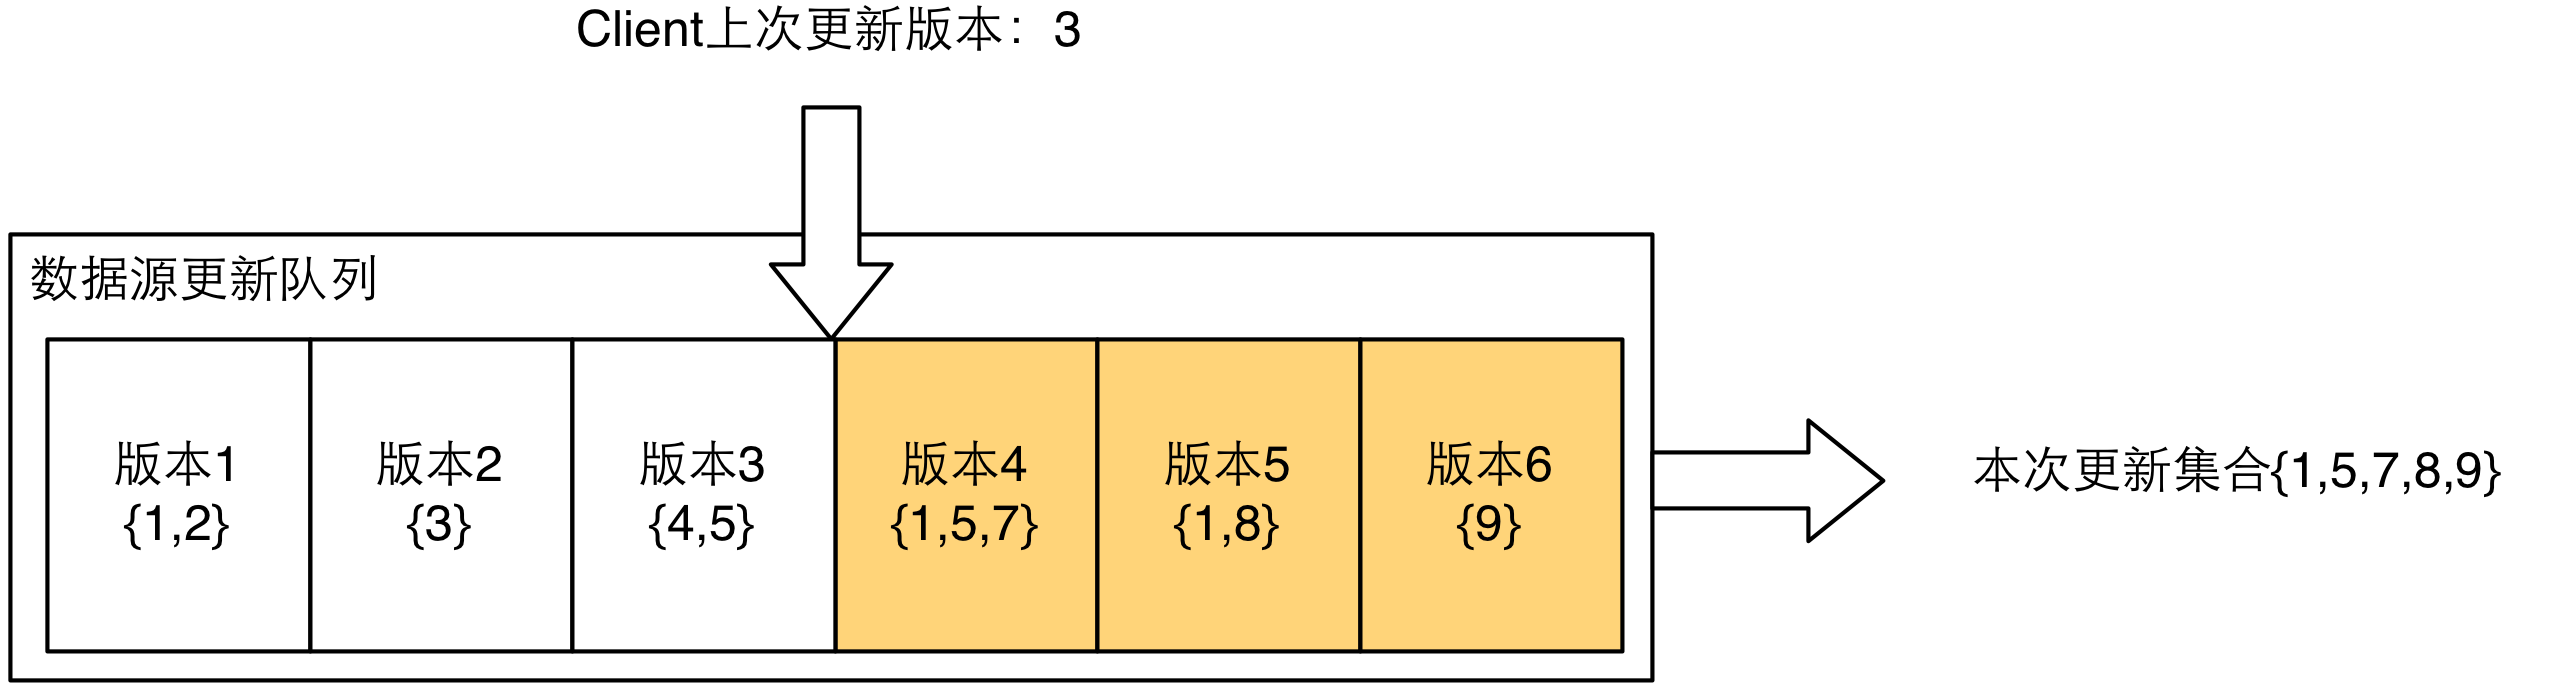 Client上次更新版本：3
数据源更新队列
版本1
{1,2}
版本2
{3}
版本3
{4,5}
版本4
{1,5,7}
版本5
{1,8}
版本6
{9}
本次更新集合{1,5,7,8,9}